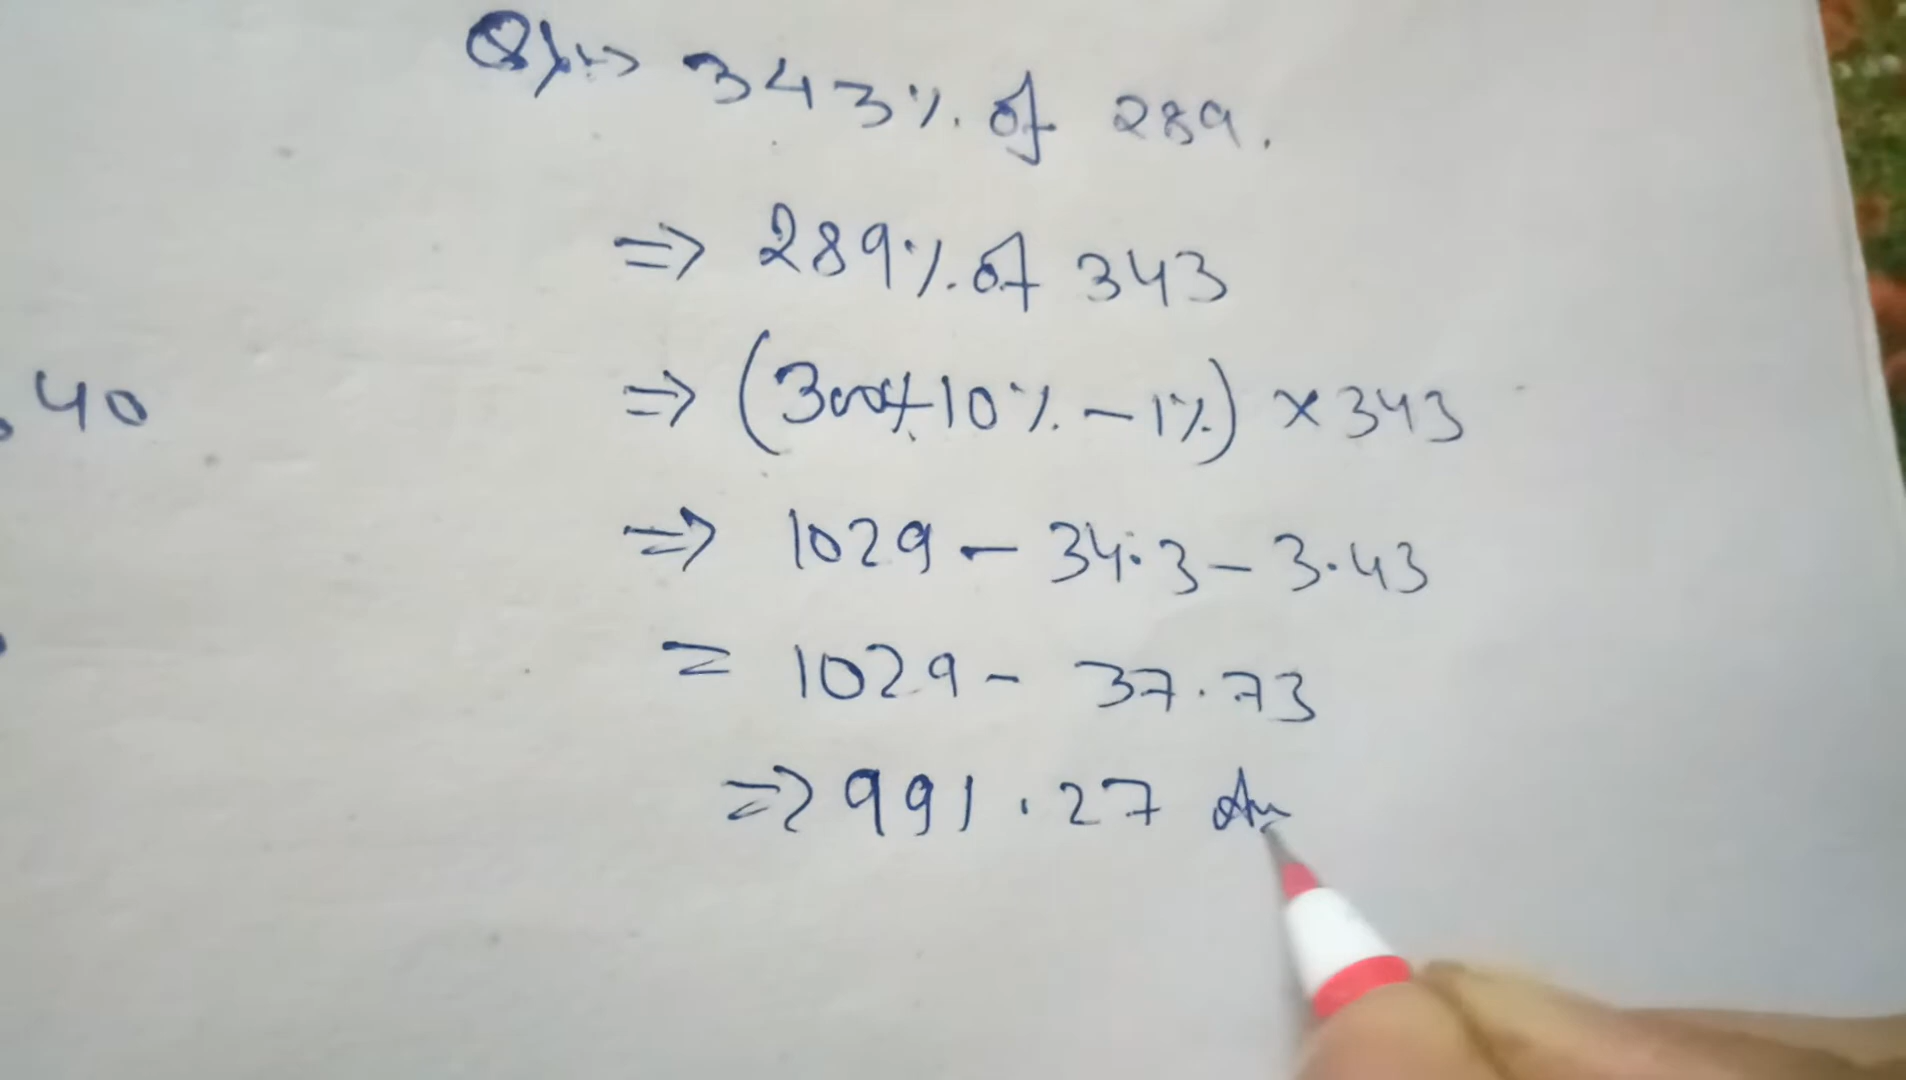 Q). → 343% of 289.
⇒ 289% of 343
40
⇒ (300%+10% - 1%) × 343
⇒ 1029 - 34.3 - 3.43
= 1029 - 37.73
⇒ 991.27 An